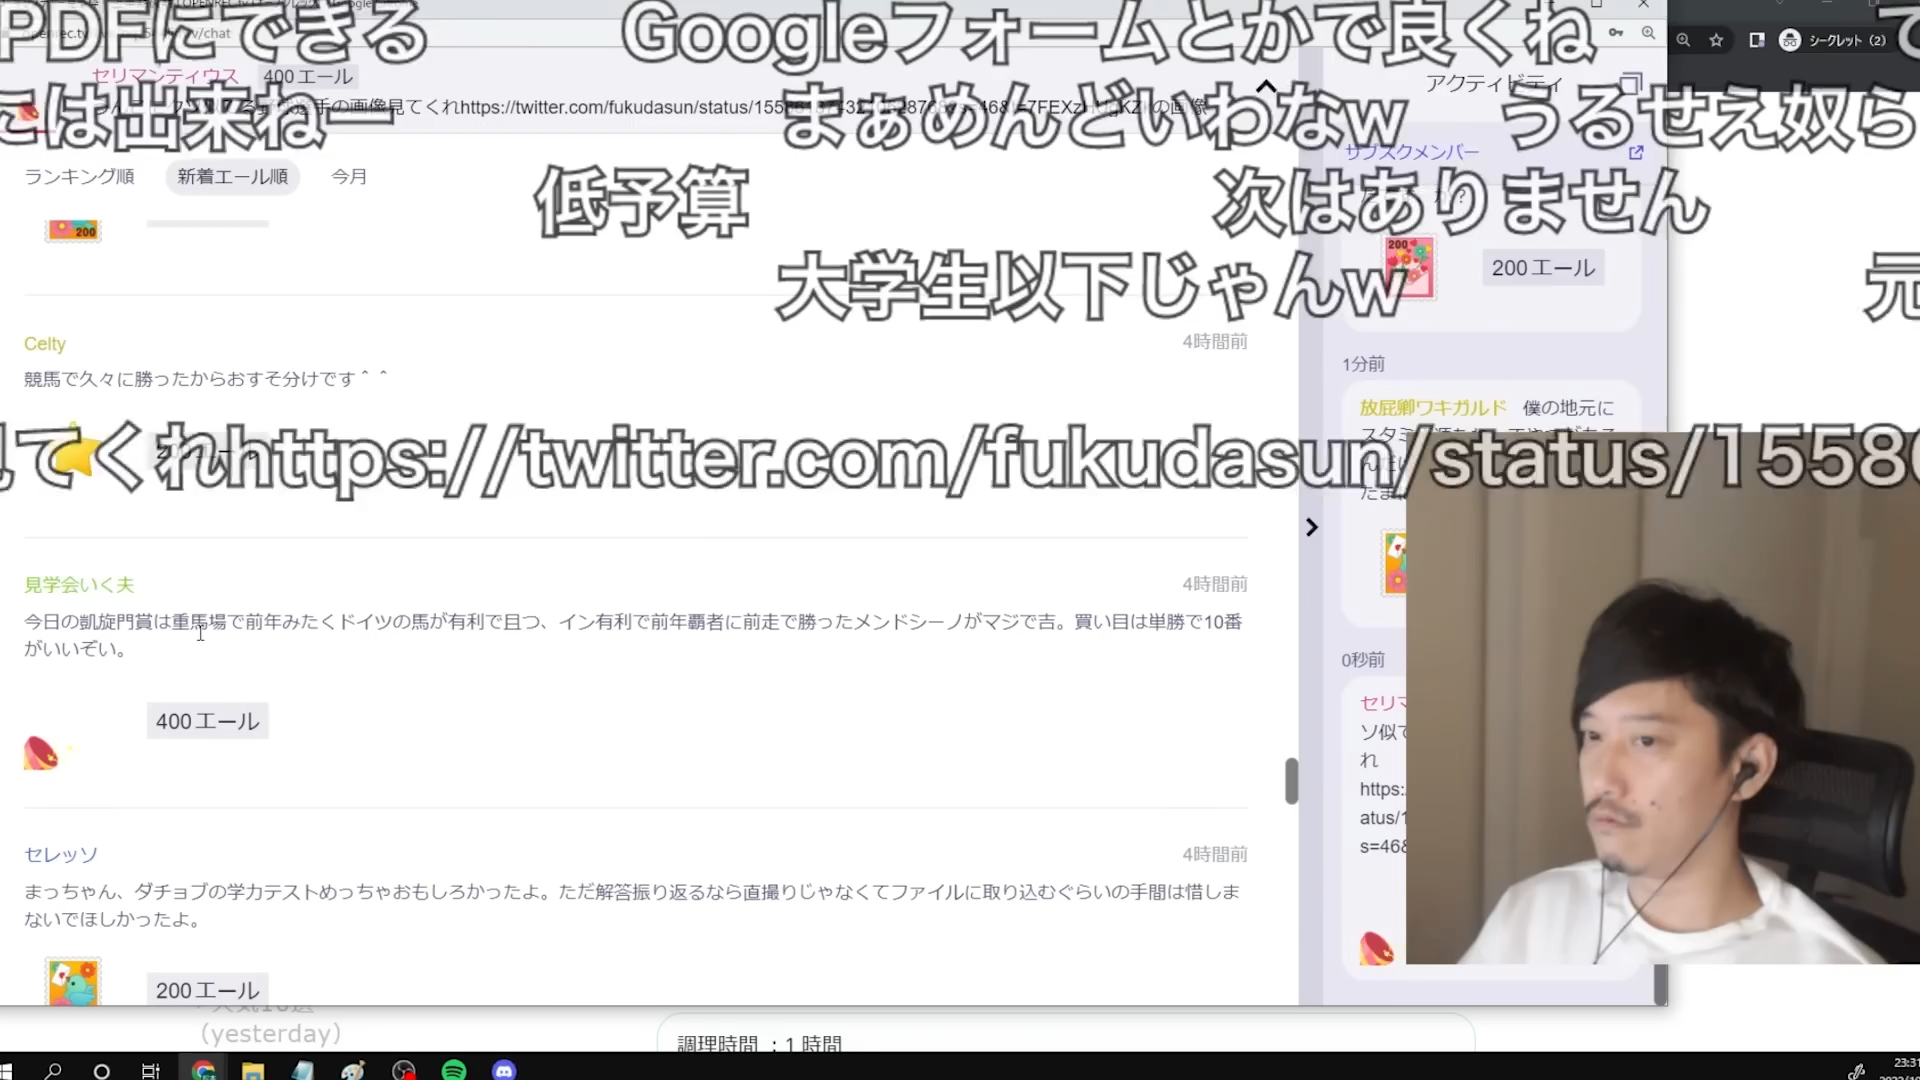 PDFにできる
Googleフォームとかで良くね
シークレット (2)
セリマンティウス
400エール
アクティビティ
こは出来ねー
まぁめんどいわなw
うるせえ奴ら
ランキング順
新着エール順
今月
サブスクメンバー
低予算
次はありません
200
200
200エール
大学生以下じゃんw
元
Celty
4時間前
競馬で久々に勝ったからおすそ分けです＾＾
1分前
放屁卿ワキガルド 僕の地元に
見てくれhttps://twitter.com/fukudasun/status/1558
見学会いく夫
4時間前
今日の凱旋門賞は重馬場で前年みたくドイツの馬が有利で且つ、イン有利で前年覇者に前走で勝ったメンドシーノがマジで吉。買い目は単勝で10番
がいいぞい。
400エール
0秒前
セリマ
ソ似て
れ
https:
atus/1
s=468
セレッソ
4時間前
まっちゃん、ダチョブの学力テストめっちゃおもしろかったよ。ただ解答振り返るなら直撮りじゃなくてファイルに取り込むぐらいの手間は惜しま
ないでほしかったよ。
200エール
(yesterday)
調理時間 ：1 時間
23:31